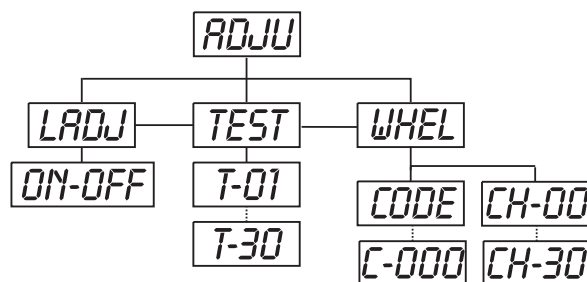 ADJU
LADJ TEST WHEL
ON-OFF T-01 CODE CH-00
T-30 C-000 CH-30